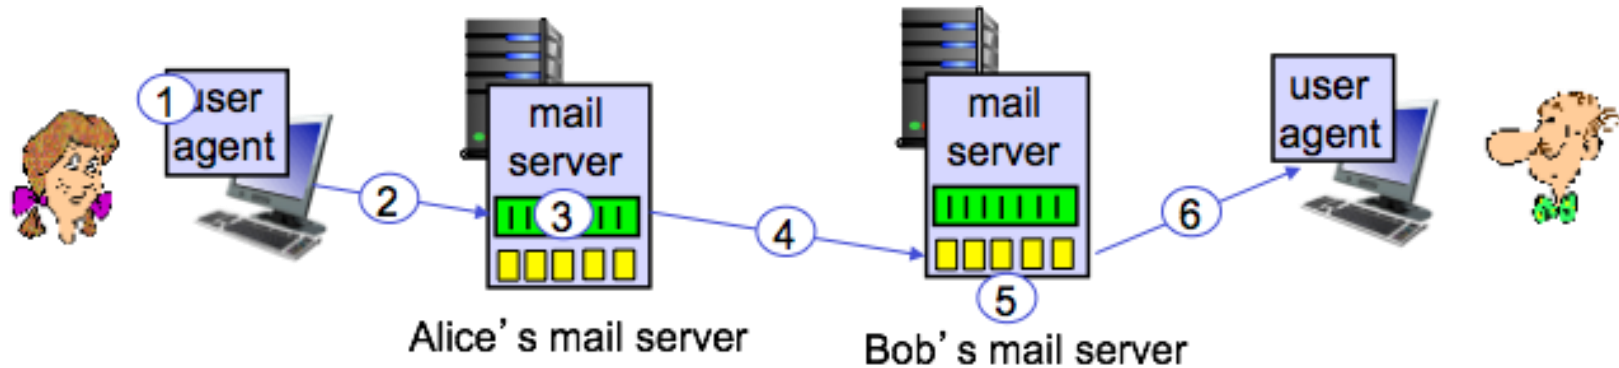 1
user
agent
2
mail
server
3
Alice's mail server
4
mail
server
5
Bob's mail server
6
user
agent